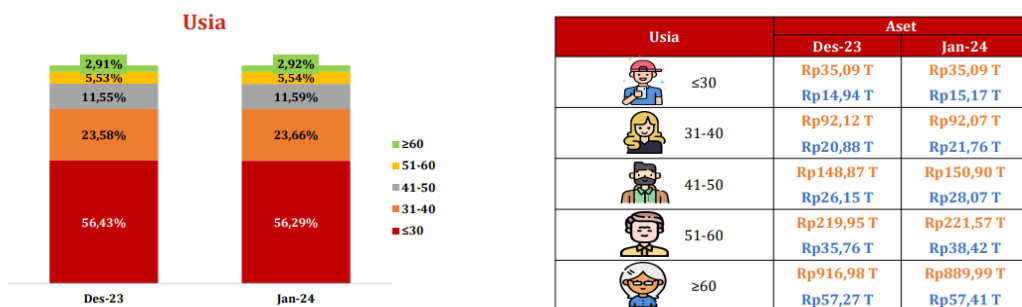 Usia
2,91%
5,53%
11,55%
23,58%
56,43%
Des-23
2,92%
5,54%
11,59%
23,66%
56,29%
Jan-24
≥60
51-60
41-50
31-40
≤30
Usia Aset
Des-23 Jan-24
≤30 Rp35,09 T Rp35,09 T
Rp14,94 T Rp15,17 T
31-40 Rp92,12 T Rp92,07 T
Rp20,88 T Rp21,76 T
41-50 Rp148,87 T Rp150,90 T
Rp26,15 T Rp28,07 T
51-60 Rp219,95 T Rp221,57 T
Rp35,76 T Rp38,42 T
≥60 Rp916,98 T Rp889,99 T
Rp57,27 T Rp57,41 T